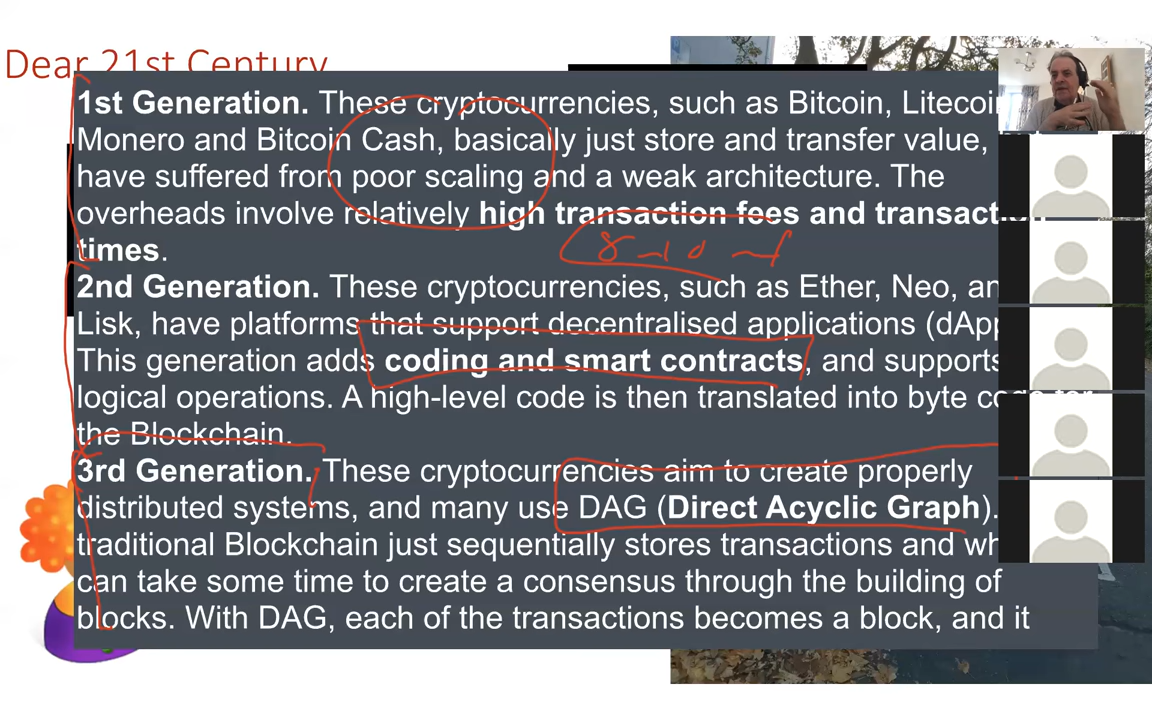 Dear 21st Century
1st Generation. These cryptocurrencies, such as Bitcoin, Litecoin
Monero and Bitcoin Cash, basically just store and transfer value,
have suffered from poor scaling and a weak architecture. The
overheads involve relatively high transaction fees and transaction
times.
8-10
2nd Generation. These cryptocurrencies, such as Ether, Neo, an
Lisk, have platforms that support decentralised applications (dApp
This generation adds coding and smart contracts, and supports
logical operations. A high-level code is then translated into byte code for
the Blockchain.
3rd Generation. These cryptocurrencies aim to create properly
distributed systems, and many use DAG (Direct Acyclic Graph).
traditional Blockchain just sequentially stores transactions and wh
can take some time to create a consensus through the building of
blocks. With DAG, each of the transactions becomes a block, and it